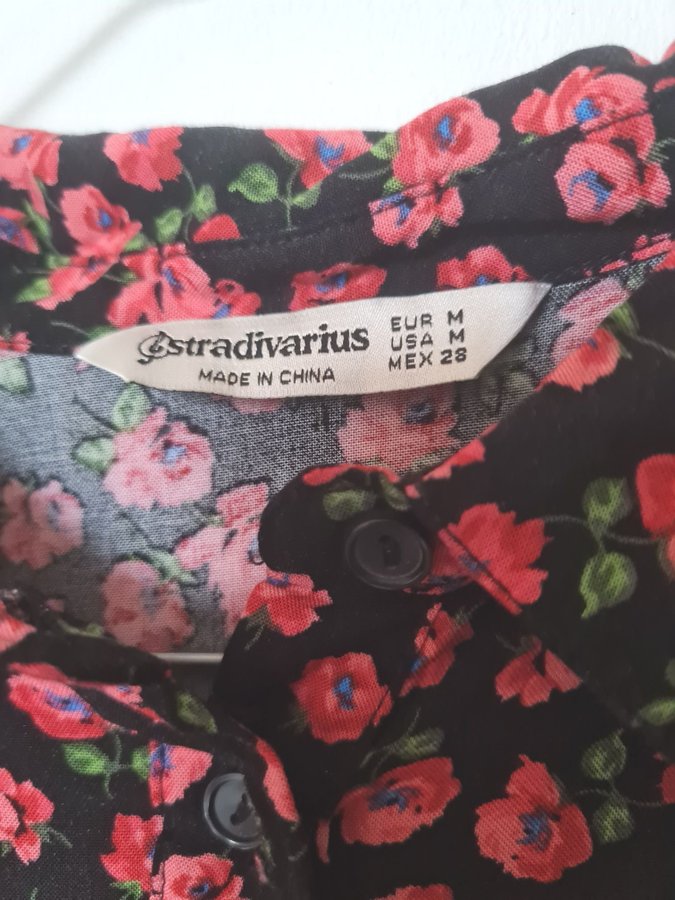 Stradivarius
MADE IN CHINA
EUR M
USA M
MEX 28